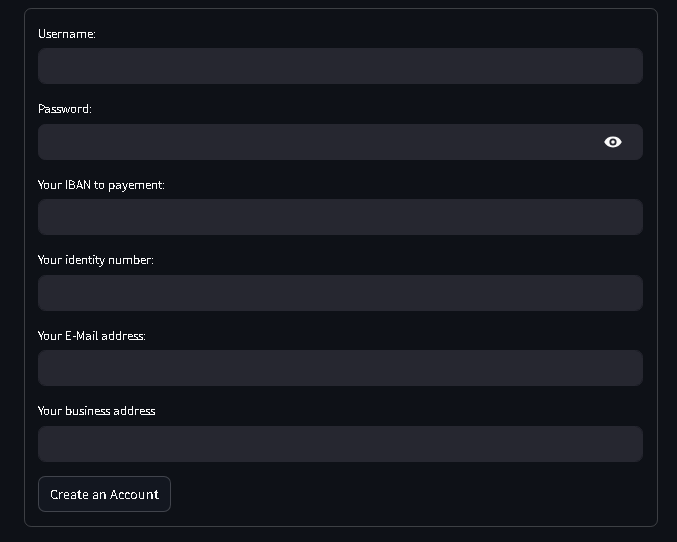 Username:
Password:
Your IBAN to payement:
Your identity number:
Your E-Mail address:
Your business address
Create an Account